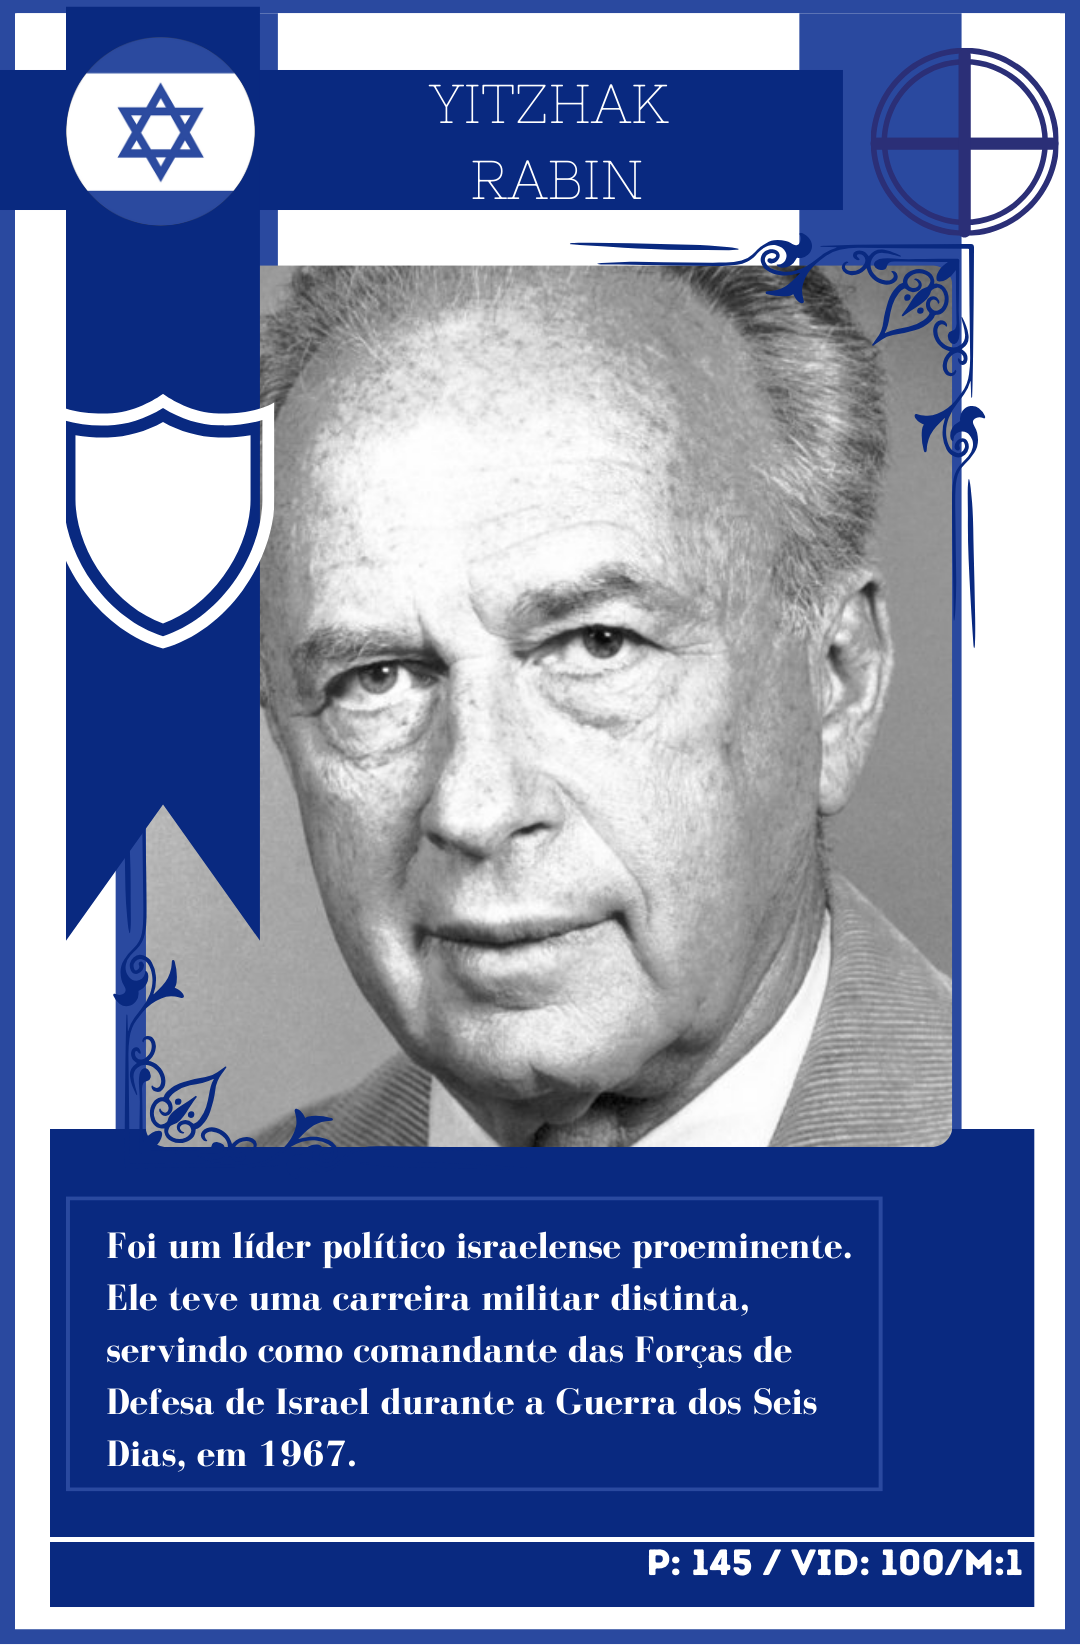 YITZHAK
RABIN
Foi um líder político israelense proeminente.
Ele teve uma carreira militar distinta,
servindo como comandante das Forças de
Defesa de Israel durante a Guerra dos Seis
Dias, em 1967.
P: 145 / VID: 100/M:1